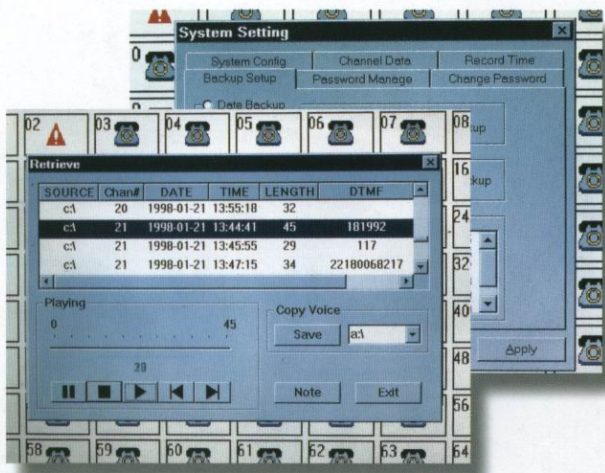 System Setting
System Config Channel Data Record Time
Backup Setup Password Manage Change Password
Date Backup
0
02 03 04 05 06 07 08
Retrieve
16
SOURCE Chan# DATE TIME LENGTH DTMF
c:\ 20 1998-01-21 13:55:18 32
c:\ 21 1998-01-21 13:44:41 45 181992
24
c:\ 21 1998-01-21 13:45:55 29 117
c:\ 21 1998-01-21 13:47:15 34 22180068217
32
Playing Copy Voice
40
0 45
Save a:\
48
Apply
Note Exit
56
58 59 60 61 62 63 64